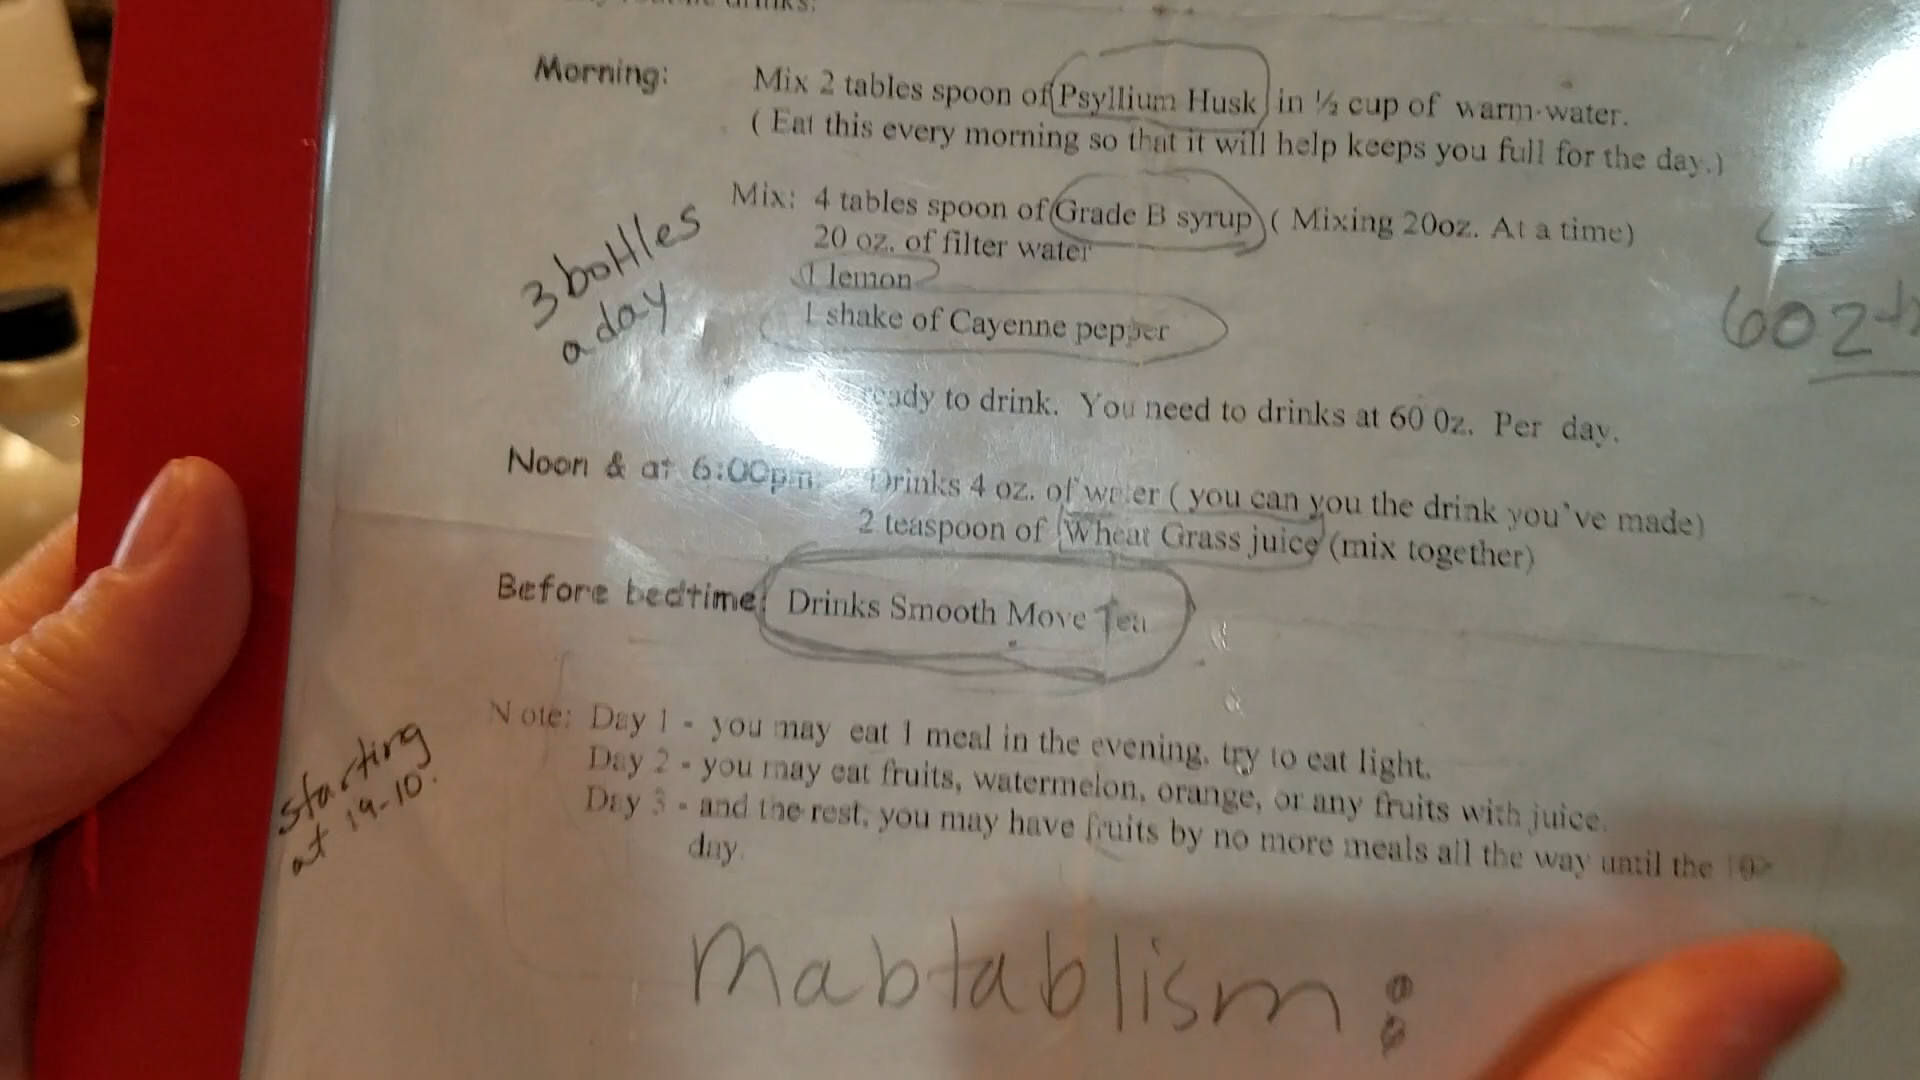 drinks:
Morning: Mix 2 tables spoon of Psyllium Husk in ½ cup of warm water.
( Eat this every morning so that it will help keeps you full for the day.)
Mix: 4 tables spoon of Grade B syrup ( Mixing 20oz. At a time)
20 oz. of filter water
1 lemon
1 shake of Cayenne pepper
3 bottles
a day
60z
ready to drink. You need to drinks at 60 0z. Per day.
Noon & at 6:00pm: Drinks 4 oz. of water ( you can you the drink you've made)
2 teaspoon of Wheat Grass juice (mix together)
Before bedtime: Drinks Smooth Move Tea
Note: Day 1 - you may eat 1 meal in the evening, try to eat light.
Day 2 - you may eat fruits, watermelon, orange, or any fruits with juice.
Day 3 - and the rest, you may have fruits by no more meals all the way until the
day.
starting
at 19-10.
mabtablism: